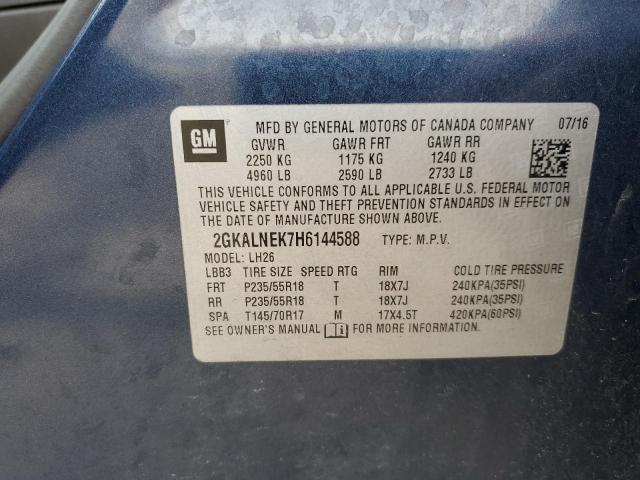 GM MFD BY GENERAL MOTORS OF CANADA COMPANY 07/16
GVWR GAWR FRT GAWR RR
2250 KG 1175 KG 1240 KG
4960 LB 2590 LB 2733 LB
THIS VEHICLE CONFORMS TO ALL APPLICABLE U.S. FEDERAL MOTOR
VEHICLE SAFETY AND THEFT PREVENTION STANDARDS IN EFFECT ON
THE DATE OF MANUFACTURE SHOWN ABOVE.
2GKALNEK7H6144588 TYPE: M.P.V.
MODEL: LH26
LBB3 TIRE SIZE SPEED RTG RIM COLD TIRE PRESSURE
FRT P235/55R18 T 18X7J 240KPA(35PSI)
RR P235/55R18 T 18X7J 240KPA(35PSI)
SPA T145/70R17 M 17X4.5T 420KPA(60PSI)
SEE OWNER'S MANUAL FOR MORE INFORMATION.